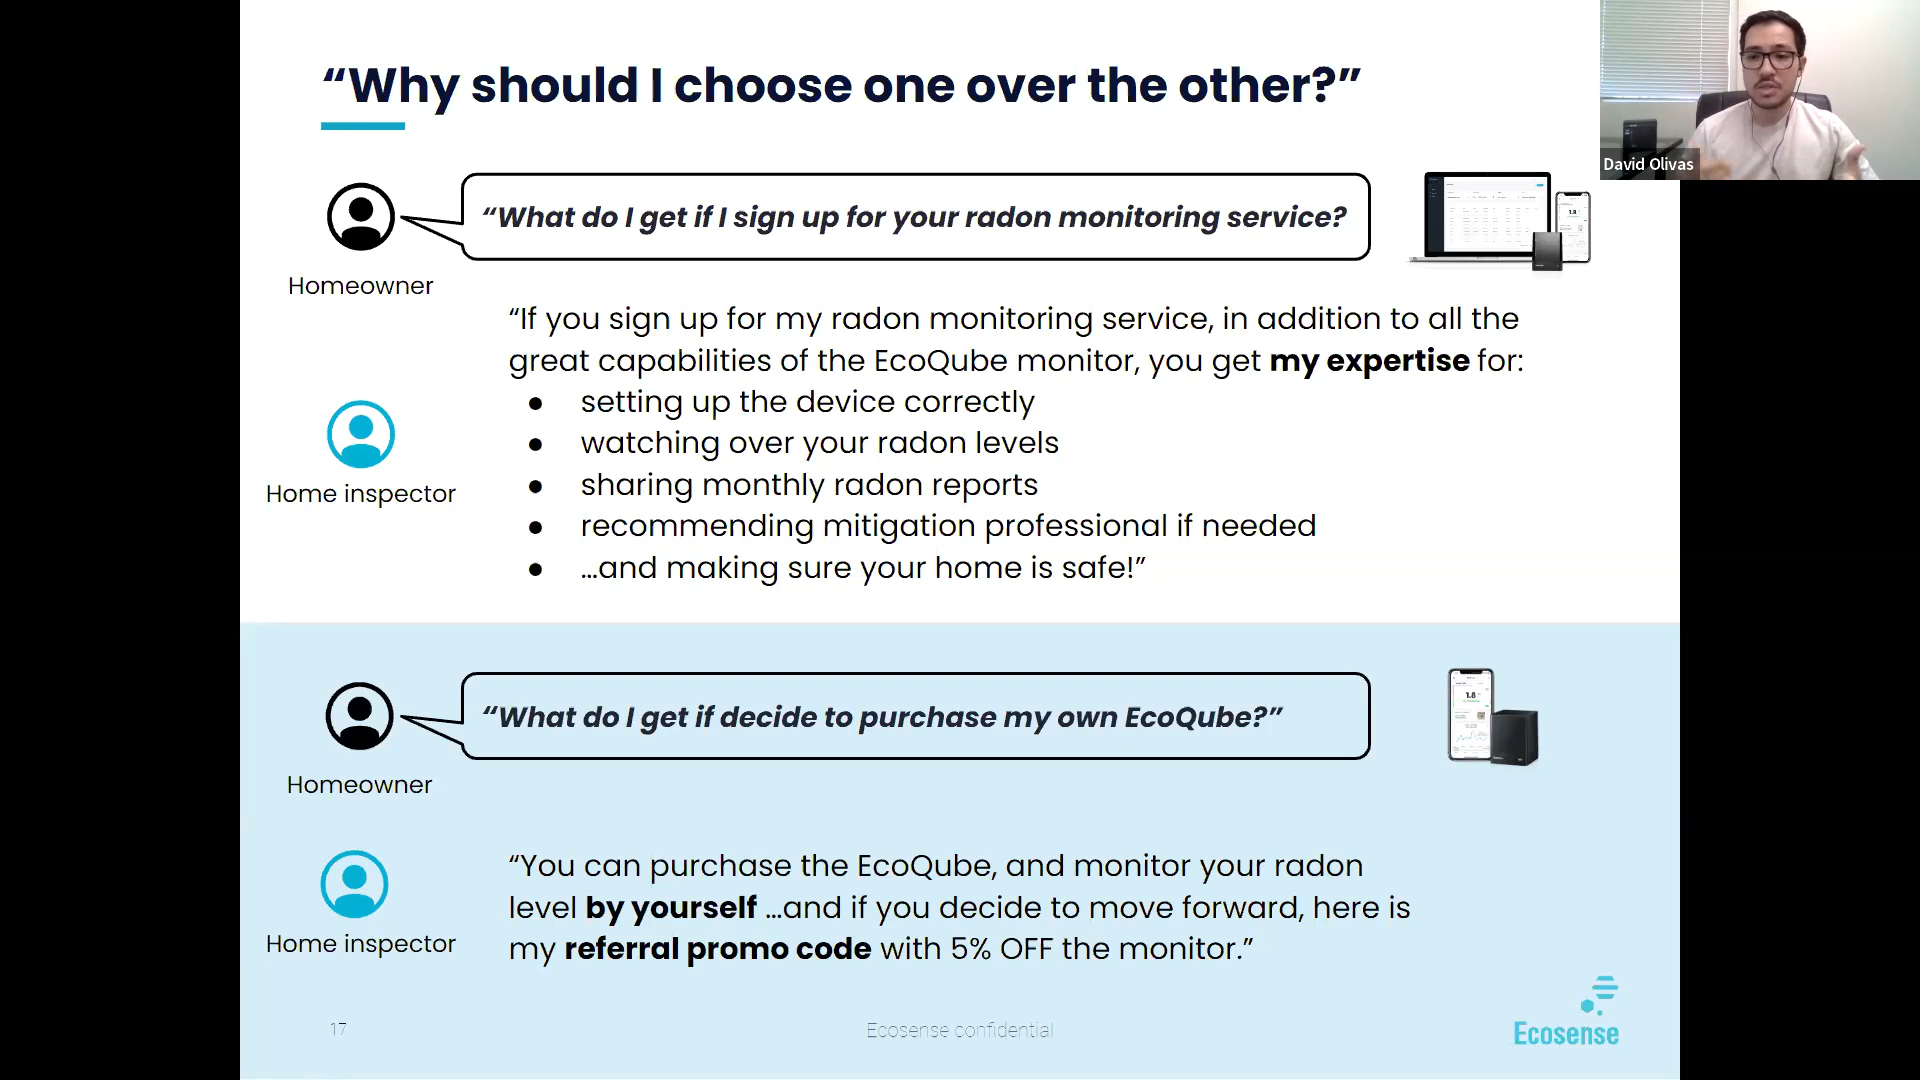 “Why should I choose one over the other?”
David Olivas
“What do I get if I sign up for your radon monitoring service?
Homeowner
“If you sign up for my radon monitoring service, in addition to all the
great capabilities of the EcoQube monitor, you get my expertise for:
● setting up the device correctly
● watching over your radon levels
● sharing monthly radon reports
● recommending mitigation professional if needed
● ...and making sure your home is safe!”
Home inspector
“What do I get if decide to purchase my own EcoQube?”
1.8
Homeowner
“You can purchase the EcoQube, and monitor your radon
level by yourself ...and if you decide to move forward, here is
my referral promo code with 5% OFF the monitor.”
Home inspector
17
Ecosense confidential
Ecosense